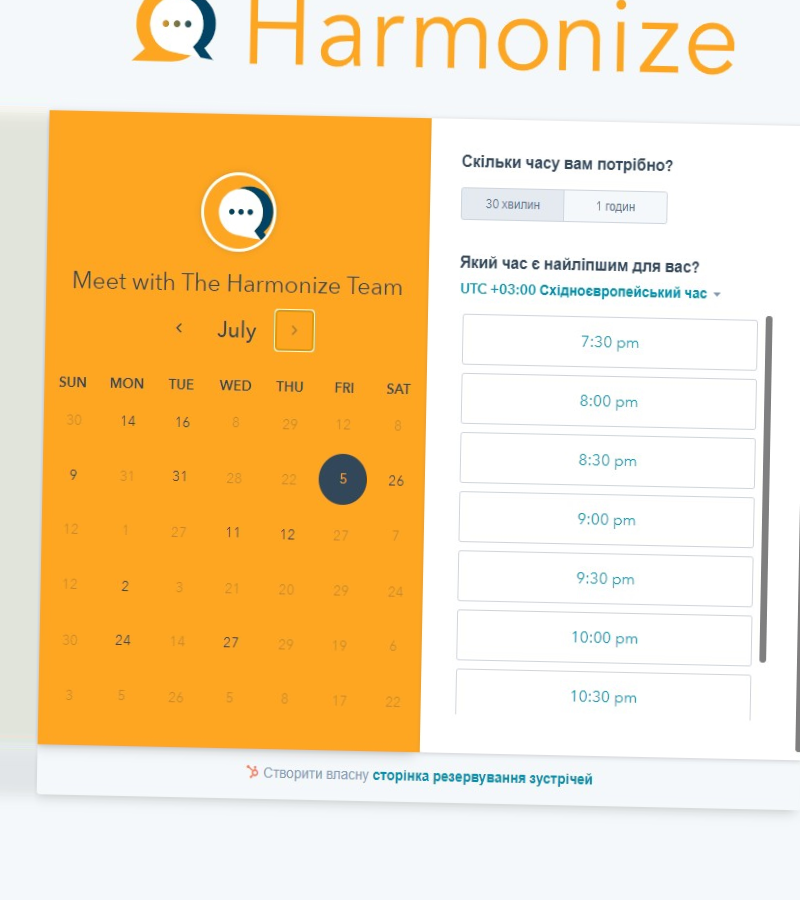 Harmonize
Meet with The Harmonize Team
July
SUN MON TUE WED THU FRI SAT
30 14 16 8 29 12 8
9 31 31 28 22 5 26
12 1 27 11 12 27 7
12 2 3 21 20 29 24
30 24 14 27 29 19 6
3 5 26 5 8 17 22
Скільки часу вам потрібно?
30 хвилин 1 годин
Який час є найліпшим для вас?
UTC +03:00 Східноєвропейський час
7:30 pm
8:00 pm
8:30 pm
9:00 pm
9:30 pm
10:00 pm
10:30 pm
Створити власну сторінка резервування зустрічей